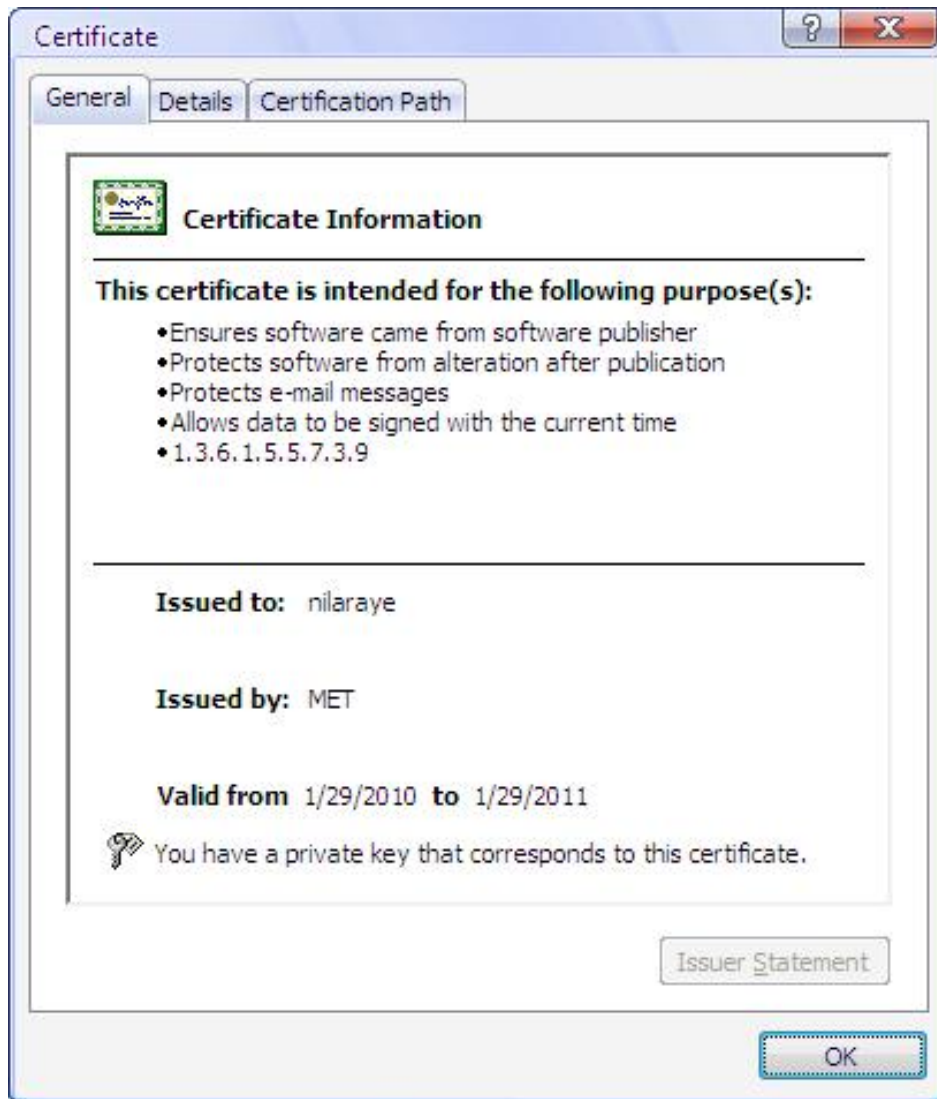 Certificate
General Details Certification Path
Certificate Information
This certificate is intended for the following purpose(s):
•Ensures software came from software publisher
•Protects software from alteration after publication
•Protects e-mail messages
•Allows data to be signed with the current time
•1.3.6.1.5.5.7.3.9
Issued to: nilaraye
Issued by: MET
Valid from 1/29/2010 to 1/29/2011
You have a private key that corresponds to this certificate.
Issuer Statement
OK